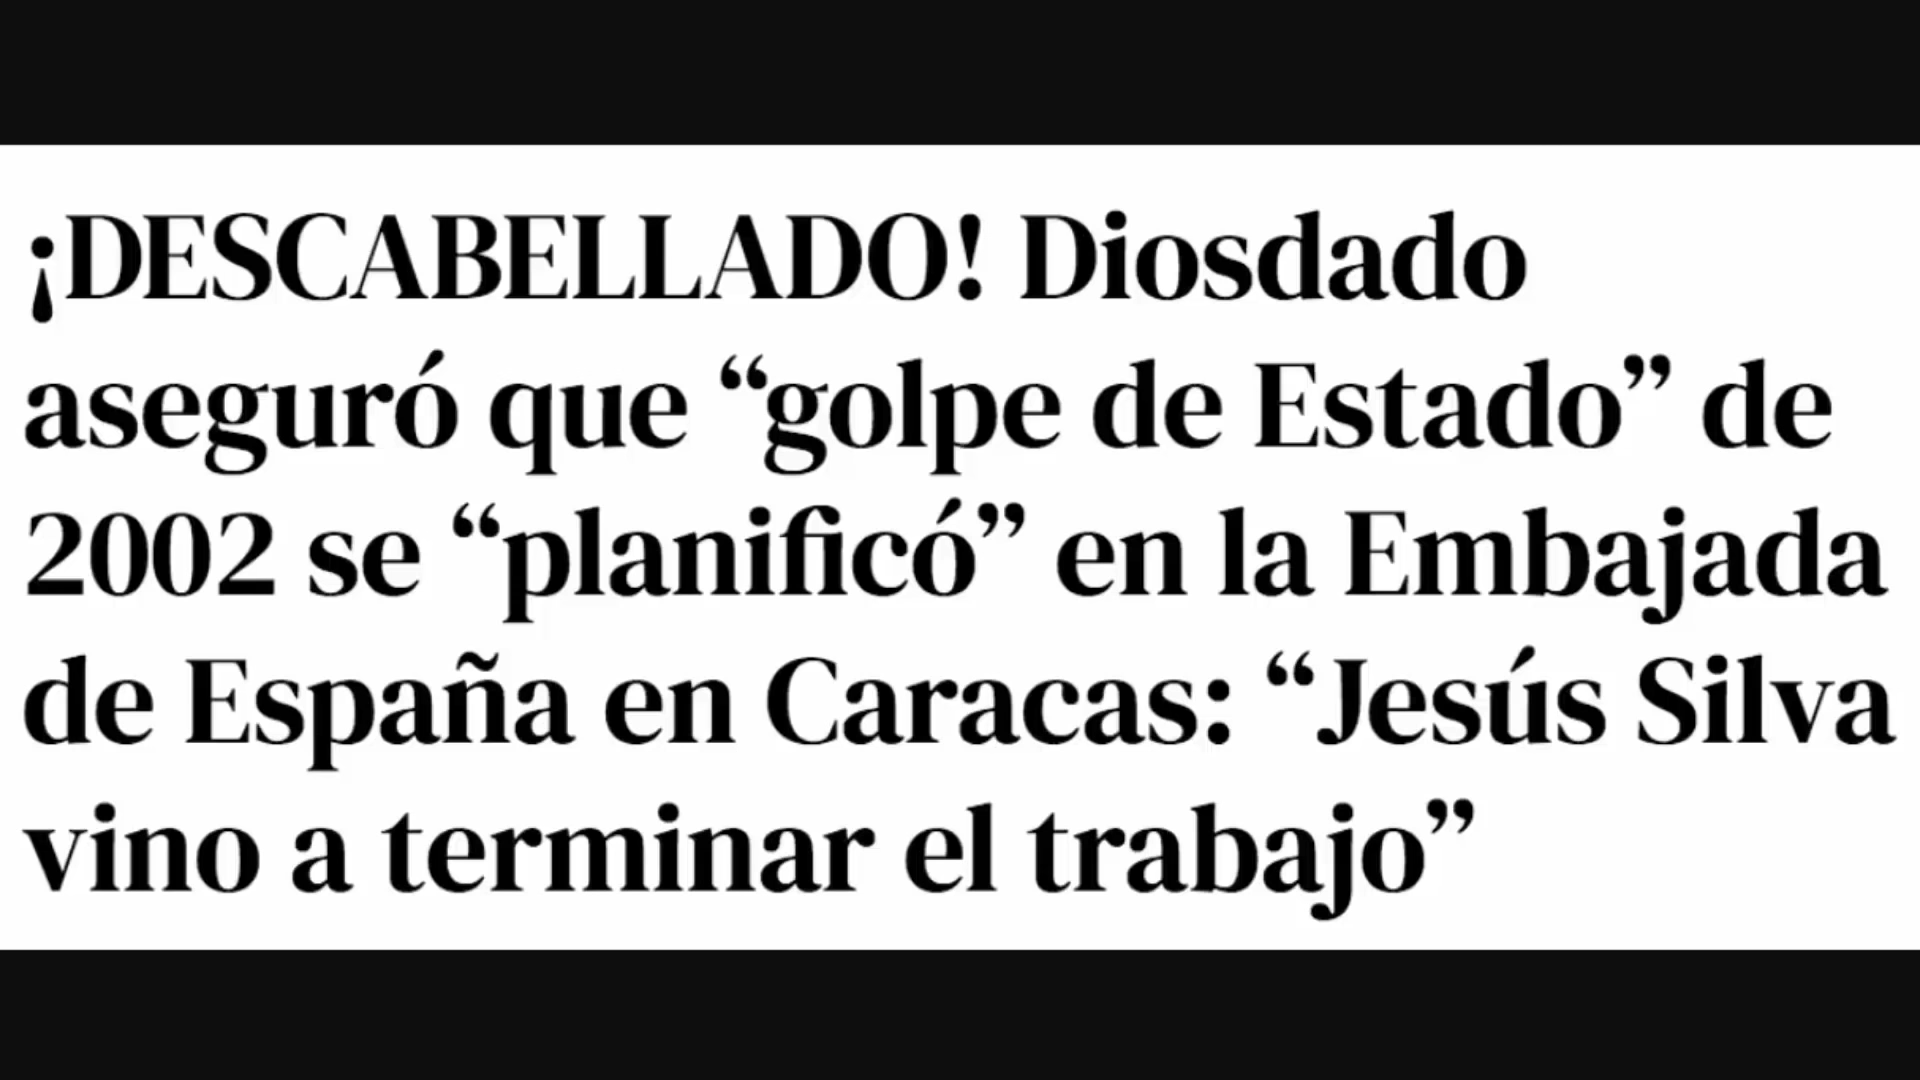 ¡DESCABELLADO! Diosdado
aseguró que “golpe de Estado” de
2002 se “planificó” en la Embajada
de España en Caracas: “Jesús Silva
vino a terminar el trabajo”